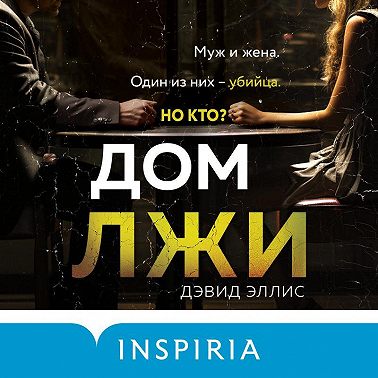 Муж и жена.
Один из них – убийца.
НО КТО?
ДОМ
ЛЖИ
ДЭВИД ЭЛЛИС
INSPIRIA